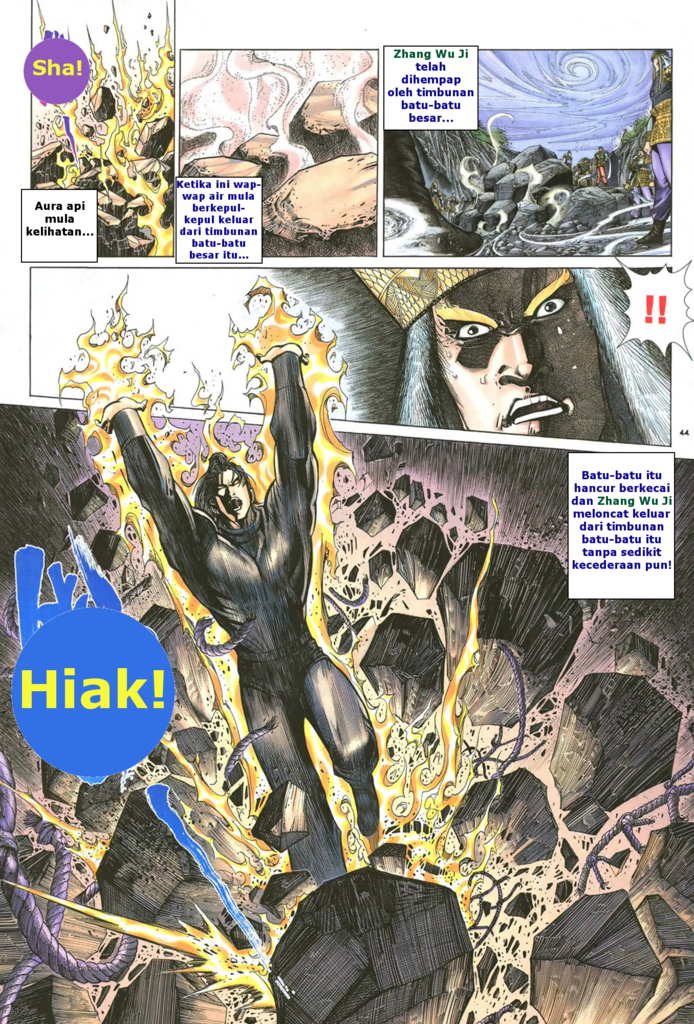 Zhang Wu Ji
telah
dihempap
oleh timbunan
batu-batu
besar...
Ketika ini wap-
wap air mula
berkepul-
kepul keluar
dari timbunan
batu-batu
besar itu...
Sha!
Aura api
mula
kelihatan...
!!
44
Batu-batu itu
hancur berkecai
dan Zhang Wu Ji
meloncat keluar
dari timbunan
batu-batu itu
tanpa sedikit
kecederaan pun!
Hiak!